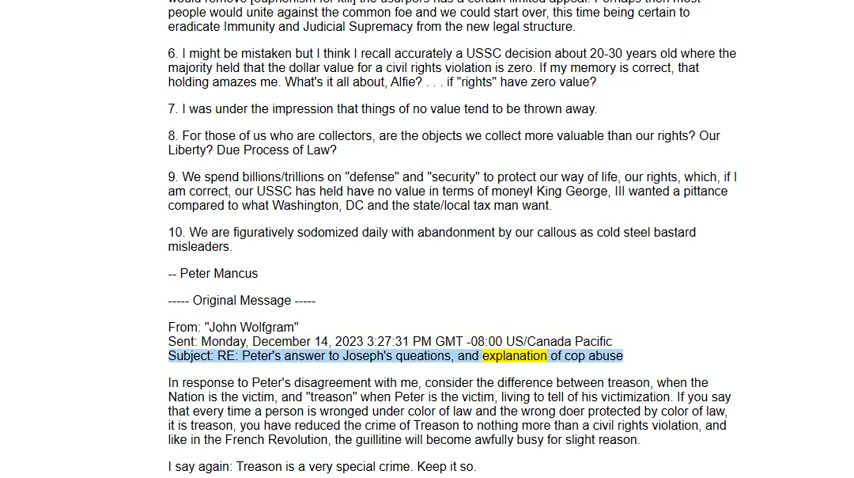 would remove [euphemism for kill] the usurpers has a certain limited appeal. Perhaps then most
people would unite against the common foe and we could start over, this time being certain to
eradicate Immunity and Judicial Supremacy from the new legal structure.
6. I might be mistaken but I think I recall accurately a USSC decision about 20-30 years old where the
majority held that the dollar value for a civil rights violation is zero. If my memory is correct, that
holding amazes me. What's it all about, Alfie? . . . if "rights" have zero value?
7. I was under the impression that things of no value tend to be thrown away.
8. For those of us who are collectors, are the objects we collect more valuable than our rights? Our
Liberty? Due Process of Law?
9. We spend billions/trillions on "defense" and "security" to protect our way of life, our rights, which, if I
am correct, our USSC has held have no value in terms of money! King George, III wanted a pittance
compared to what Washington, DC and the state/local tax man want.
10. We are figuratively sodomized daily with abandonment by our callous as cold steel bastard
misleaders.
-- Peter Mancus
----- Original Message -----
From: "John Wolfgram"
Sent: Monday, December 14, 2023 3:27:31 PM GMT -08:00 US/Canada Pacific
Subject: RE: Peter's answer to Joseph's queations, and explanation of cop abuse
In response to Peter's disagreement with me, consider the difference between treason, when the
Nation is the victim, and "treason" when Peter is the victim, living to tell of his victimization. If you say
that every time a person is wronged under color of law and the wrong doer protected by color of law,
it is treason, you have reduced the crime of Treason to nothing more than a civil rights violation, and
like in the French Revolution, the guillitine will become awfully busy for slight reason.
I say again: Treason is a very special crime. Keep it so.